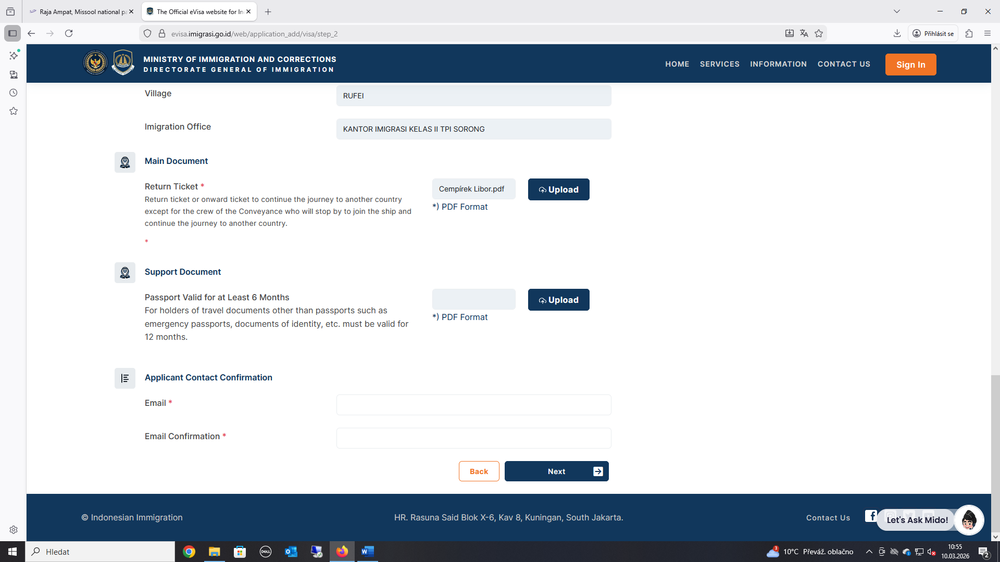 Raja Ampat, Missool national pa
The Official eVisa website for In
evisa.imigrasi.go.id/web/application_add/visa/step_2
Přihlásit se
MINISTRY OF IMMIGRATION AND CORRECTIONS
DIRECTORATE GENERAL OF IMMIGRATION
HOME
SERVICES
INFORMATION
CONTACT US
Sign In
Village
RUFEI
Imigration Office
KANTOR IMIGRASI KELAS II TPI SORONG
Main Document
Return Ticket *
Return ticket or onward ticket to continue the journey to another country
except for the crew of the Conveyance who will stop by to join the ship and
continue the journey to another country.
*
Cempírek Libor.pdf
Upload
*) PDF Format
Support Document
Passport Valid for at Least 6 Months
For holders of travel documents other than passports such as
emergency passports, documents of identity, etc. must be valid for
12 months.
Upload
*) PDF Format
Applicant Contact Confirmation
Email *
Email Confirmation *
Back
Next
© Indonesian Immigration
HR. Rasuna Said Blok X-6, Kav 8, Kuningan, South Jakarta.
Contact Us
Let's Ask Mido!
Hledat
DELL
3
10°C Převáž. oblačno
10:55
10.03.2026
2